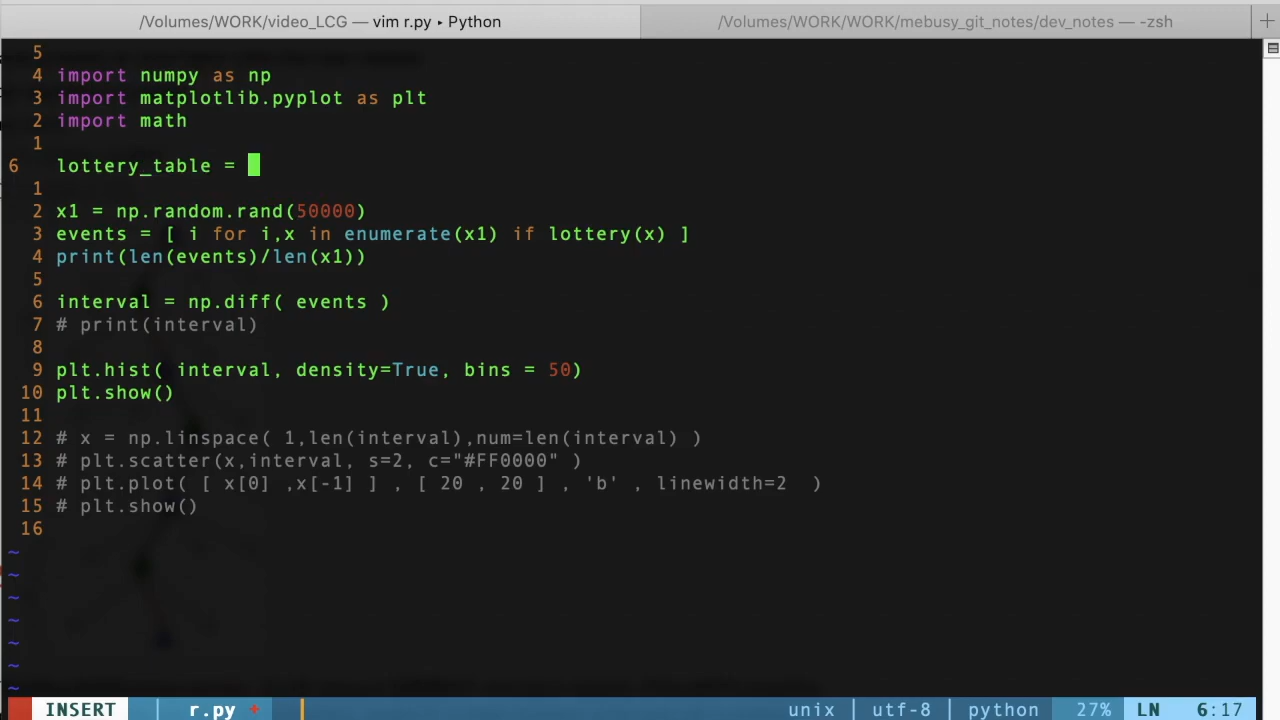 /Volumes/WORK/video_LCG — vim r.py ▸ Python
/Volumes/WORK/WORK/mebusy_git_notes/dev_notes — -zsh
5
4 import numpy as np
3 import matplotlib.pyplot as plt
2 import math
1
6 lottery_table =
1
2 x1 = np.random.rand(50000)
3 events = [ i for i,x in enumerate(x1) if lottery(x) ]
4 print(len(events)/len(x1))
5
6 interval = np.diff( events )
7 # print(interval)
8
9 plt.hist( interval, density=True, bins = 50)
10 plt.show()
11
12 # x = np.linspace( 1,len(interval),num=len(interval) )
13 # plt.scatter(x,interval, s=2, c="#FF0000" )
14 # plt.plot( [ x[0] ,x[-1] ] , [ 20 , 20 ] , 'b' , linewidth=2  )
15 # plt.show()
16
~
~
~
~
~
~
~
INSERT | r.py + unix | utf-8 | python 27% LN 6:17